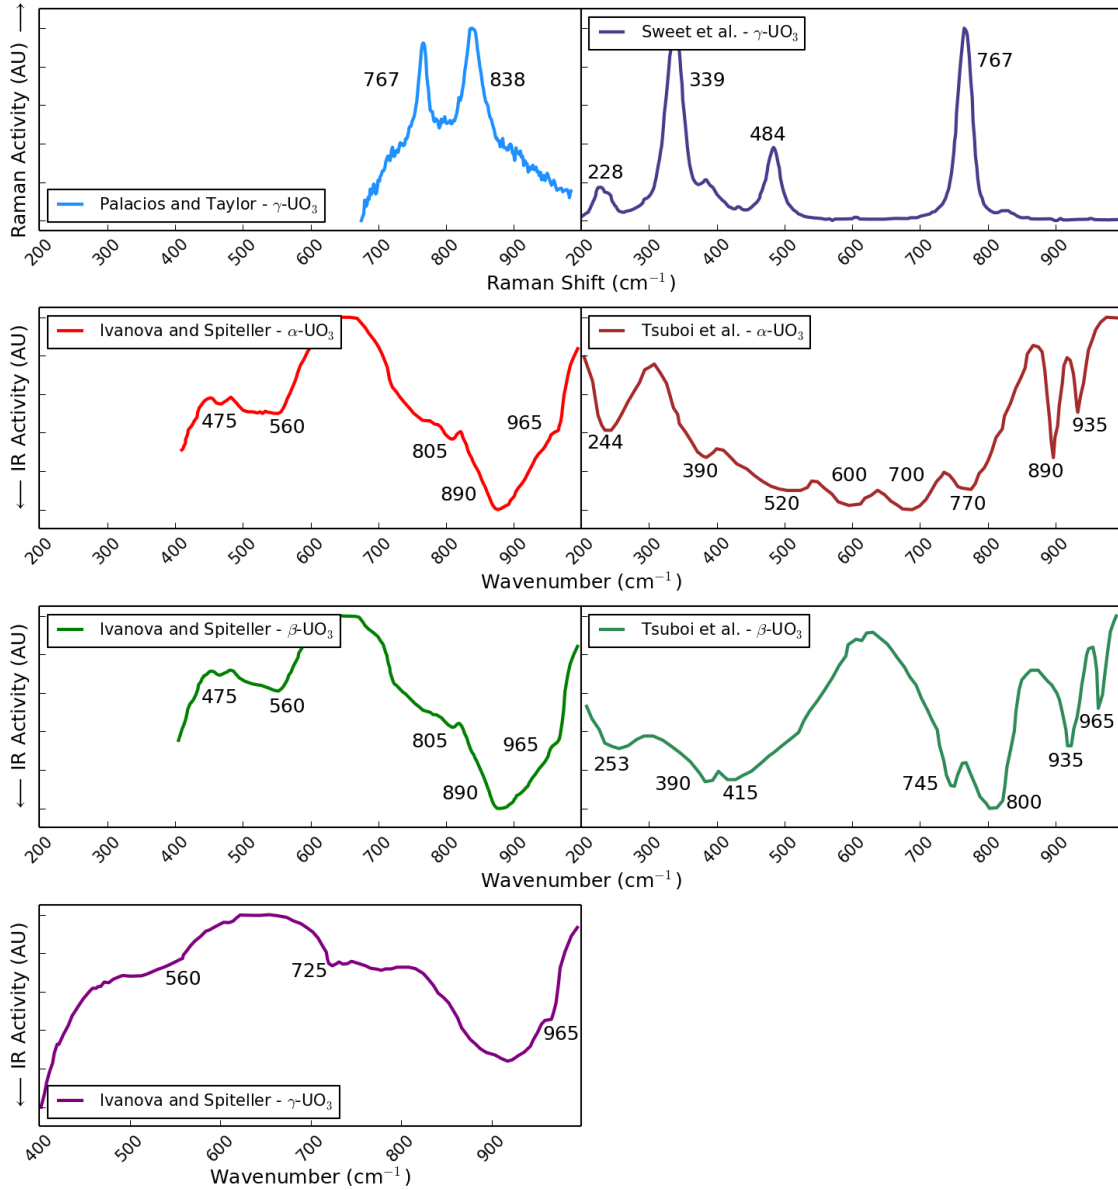 Raman Activity (AU) ⟶
767
838
Palacios and Taylor - γ-UO₃
200 300 400 500 600 700 800 900
Sweet et al. - γ-UO₃
228
339
484
767
200 300 400 500 600 700 800 900
Raman Shift (cm⁻¹)
⟵ IR Activity (AU)
Ivanova and Spiteller - α-UO₃
475
560
805
890
965
200 300 400 500 600 700 800 900
Tsuboi et al. - α-UO₃
244
390
520
600
700
770
890
935
200 300 400 500 600 700 800 900
Wavenumber (cm⁻¹)
⟵ IR Activity (AU)
Ivanova and Spiteller - β-UO₃
475
560
805
890
965
200 300 400 500 600 700 800 900
Tsuboi et al. - β-UO₃
253
390
415
745
800
935
965
200 300 400 500 600 700 800 900
Wavenumber (cm⁻¹)
⟵ IR Activity (AU)
560
725
965
Ivanova and Spiteller - γ-UO₃
400 500 600 700 800 900
Wavenumber (cm⁻¹)